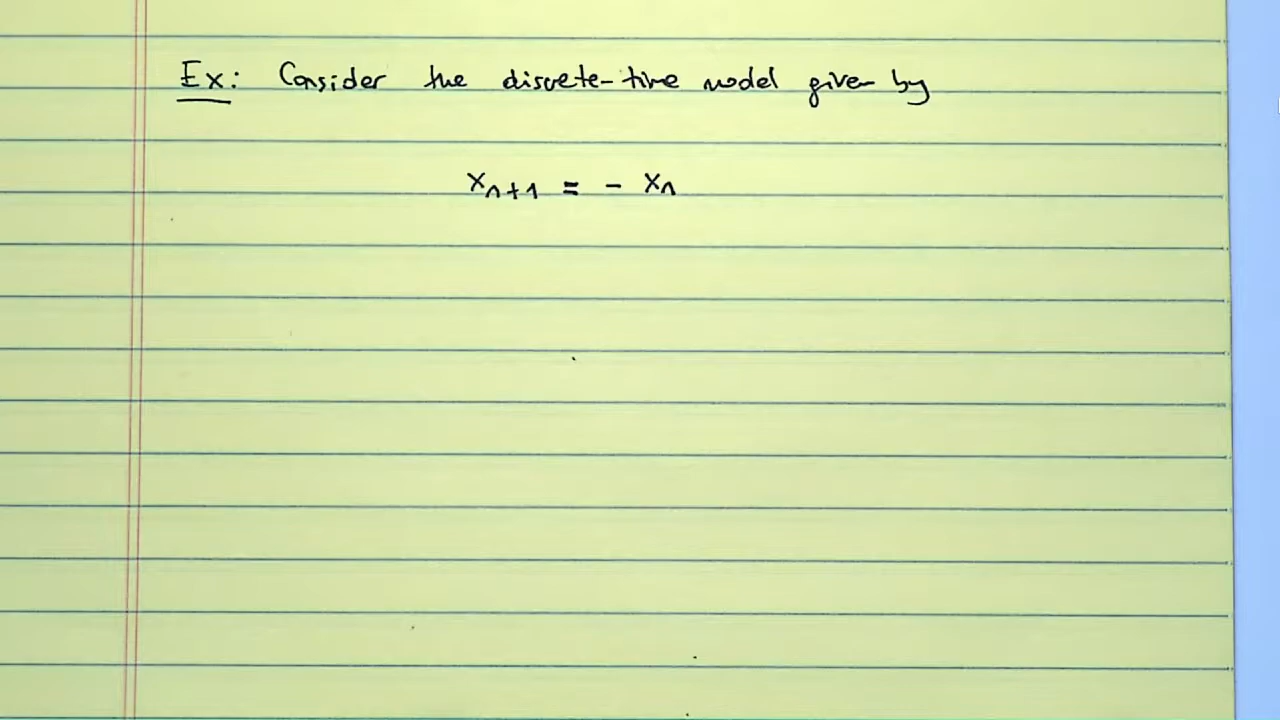 Ex: Consider the discrete-time model given by
x_{n+1} = - x_n